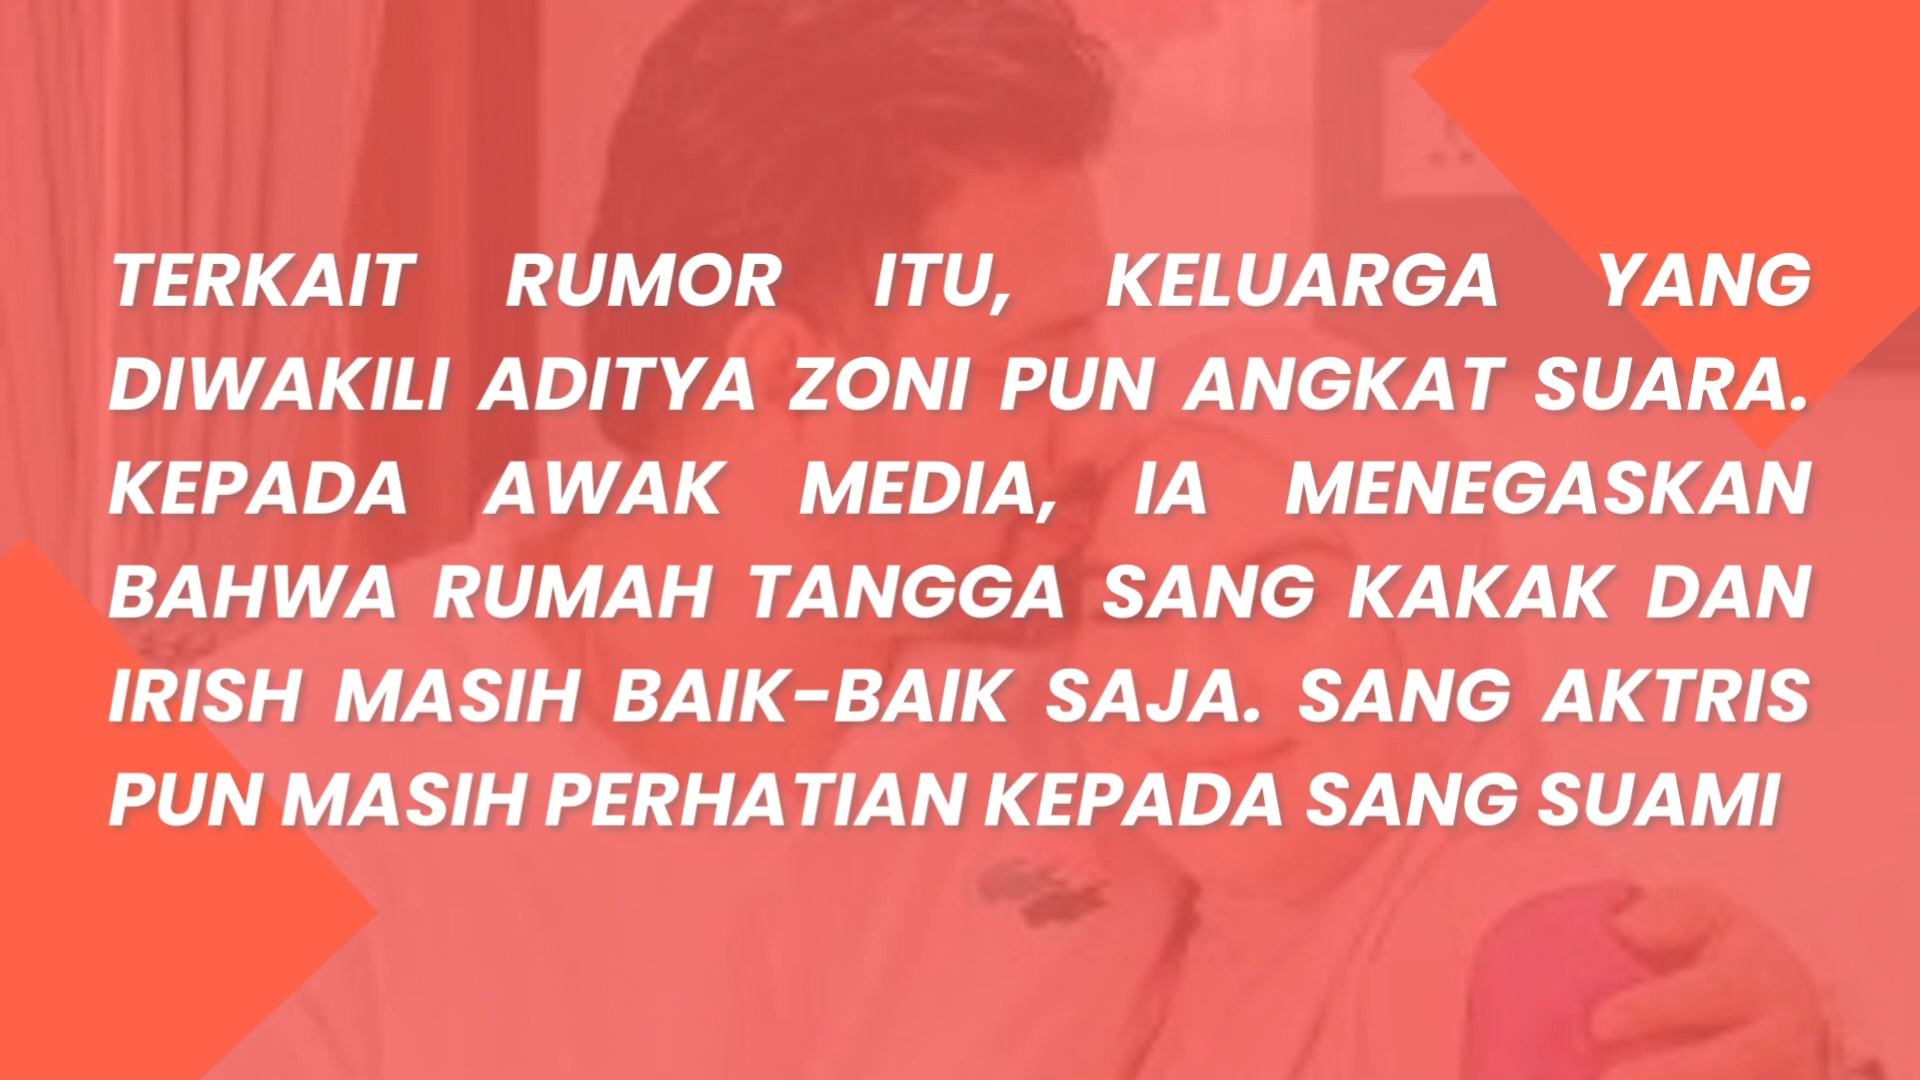 TERKAIT RUMOR ITU, KELUARGA YANG
DIWAKILI ADITYA ZONI PUN ANGKAT SUARA.
KEPADA AWAK MEDIA, IA MENEGASKAN
BAHWA RUMAH TANGGA SANG KAKAK DAN
IRISH MASIH BAIK-BAIK SAJA. SANG AKTRIS
PUN MASIH PERHATIAN KEPADA SANG SUAMI